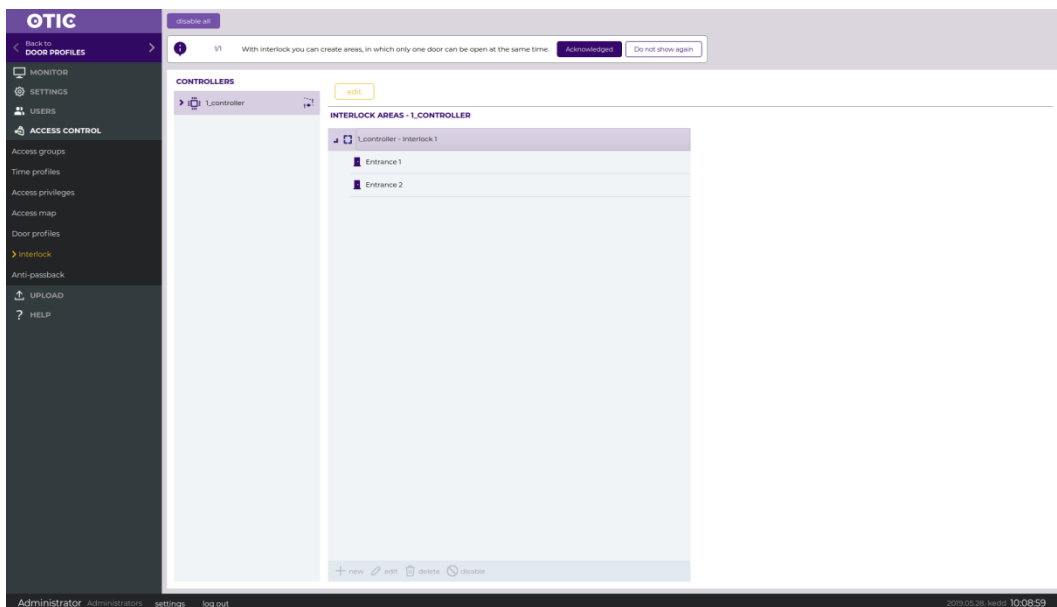 OTIC
disable all
Back to
DOOR PROFILES
1/1 With interlock you can create areas, in which only one door can be open at the same time. Acknowledged Do not show again
MONITOR
SETTINGS
USERS
ACCESS CONTROL
Access groups
Time profiles
Access privileges
Access map
Door profiles
Interlock
Anti-passback
UPLOAD
HELP
CONTROLLERS
1_controller
edit
INTERLOCK AREAS - 1_CONTROLLER
1_controller - Interlock 1
Entrance 1
Entrance 2
new edit delete disable
Administrator Administrators settings log out
2019.05.28. kedd 10:08:59